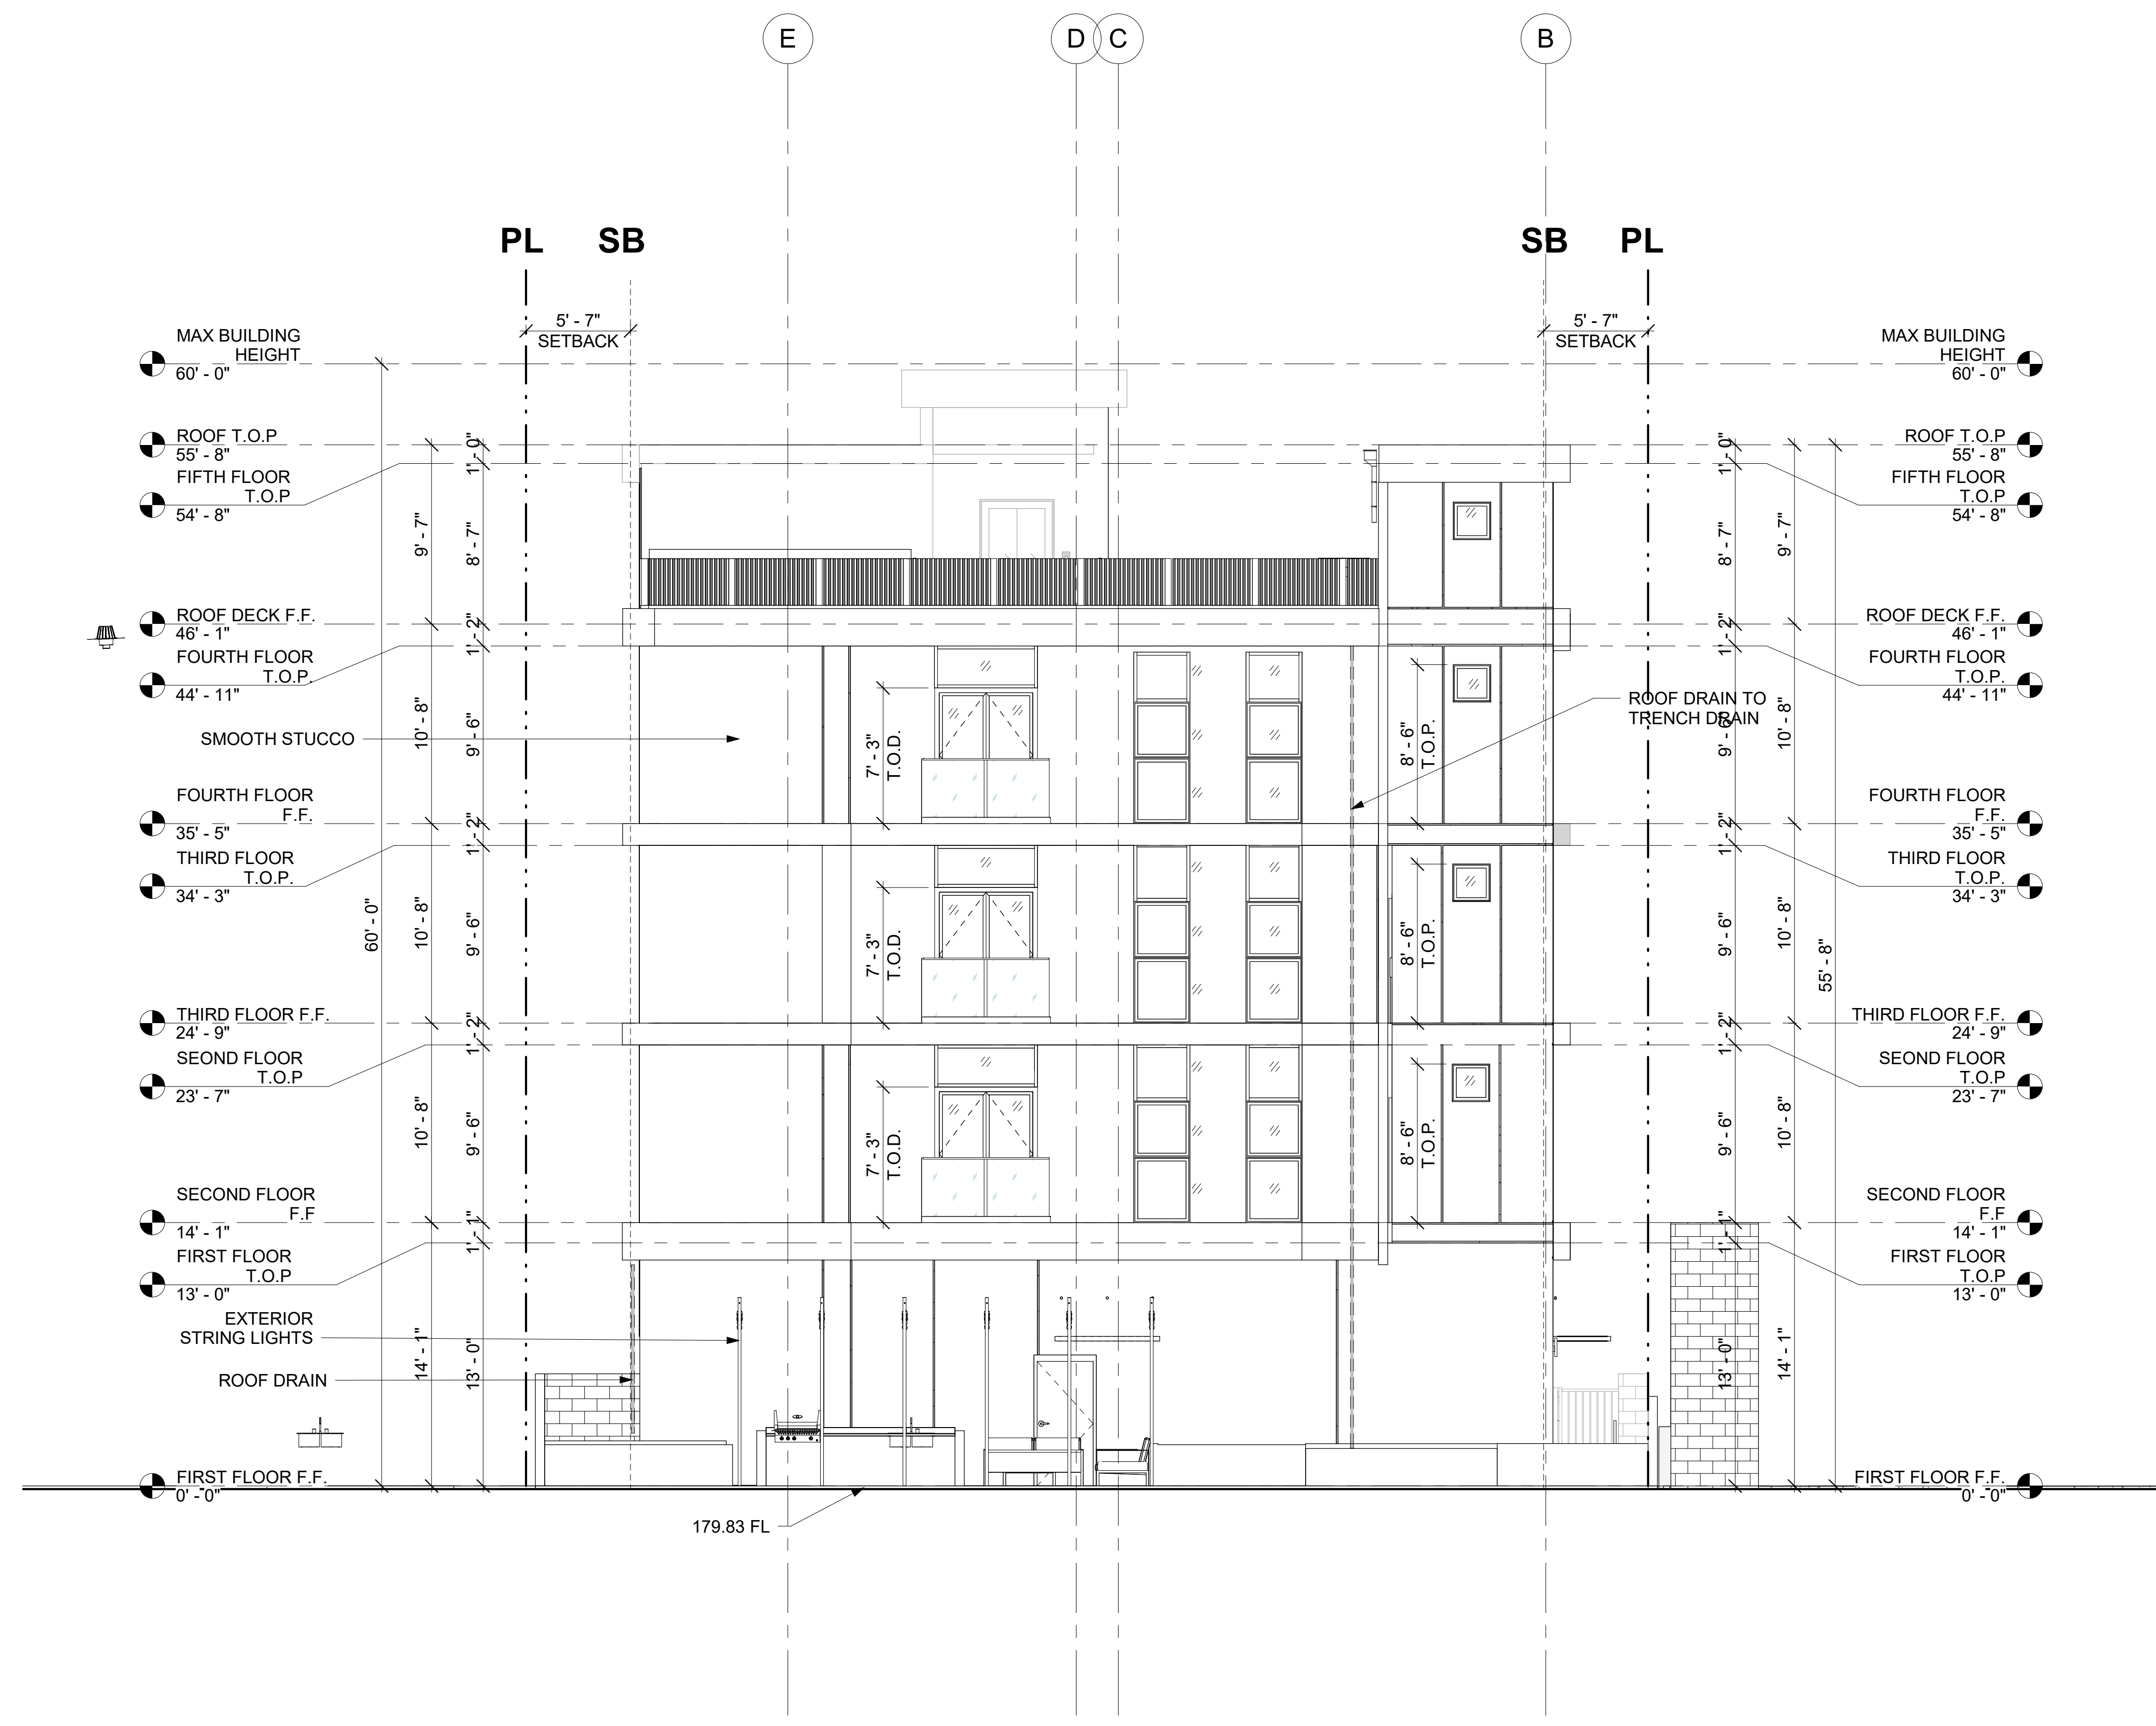 E
D
C
B
PL
SB
SB
PL
5' - 7"
SETBACK
5' - 7"
SETBACK
MAX BUILDING
HEIGHT
60' - 0"
ROOF T.O.P
55' - 8"
FIFTH FLOOR
T.O.P
54' - 8"
ROOF DECK F.F.
46' - 1"
FOURTH FLOOR
T.O.P.
44' - 11"
SMOOTH STUCCO
FOURTH FLOOR
F.F.
35' - 5"
THIRD FLOOR
T.O.P.
34' - 3"
THIRD FLOOR F.F.
24' - 9"
SEOND FLOOR
T.O.P
23' - 7"
SECOND FLOOR
F.F
14' - 1"
FIRST FLOOR
T.O.P
13' - 0"
EXTERIOR
STRING LIGHTS
ROOF DRAIN
FIRST FLOOR F.F.
0' - 0"
60' - 0"
9' - 7"
10' - 8"
10' - 8"
10' - 8"
14' - 1"
1' - 0"
8' - 7"
1' - 2"
9' - 6"
1' - 2"
9' - 6"
1' - 2"
9' - 6"
1' - 1"
13' - 0"
7' - 3"
T.O.D.
7' - 3"
T.O.D.
7' - 3"
T.O.D.
8' - 6"
T.O.P.
8' - 6"
T.O.P.
8' - 6"
T.O.P.
ROOF DRAIN TO
TRENCH DRAIN
179.83 FL
1' - 0"
8' - 7"
1' - 2"
9' - 6"
1' - 2"
9' - 6"
1' - 2"
9' - 6"
1' - 1"
13' - 0"
9' - 7"
10' - 8"
10' - 8"
10' - 8"
14' - 1"
55' - 8"
MAX BUILDING
HEIGHT
60' - 0"
ROOF T.O.P
55' - 8"
FIFTH FLOOR
T.O.P
54' - 8"
ROOF DECK F.F.
46' - 1"
FOURTH FLOOR
T.O.P.
44' - 11"
FOURTH FLOOR
F.F.
35' - 5"
THIRD FLOOR
T.O.P.
34' - 3"
THIRD FLOOR F.F.
24' - 9"
SEOND FLOOR
T.O.P
23' - 7"
SECOND FLOOR
F.F
14' - 1"
FIRST FLOOR
T.O.P
13' - 0"
FIRST FLOOR F.F.
0' - 0"